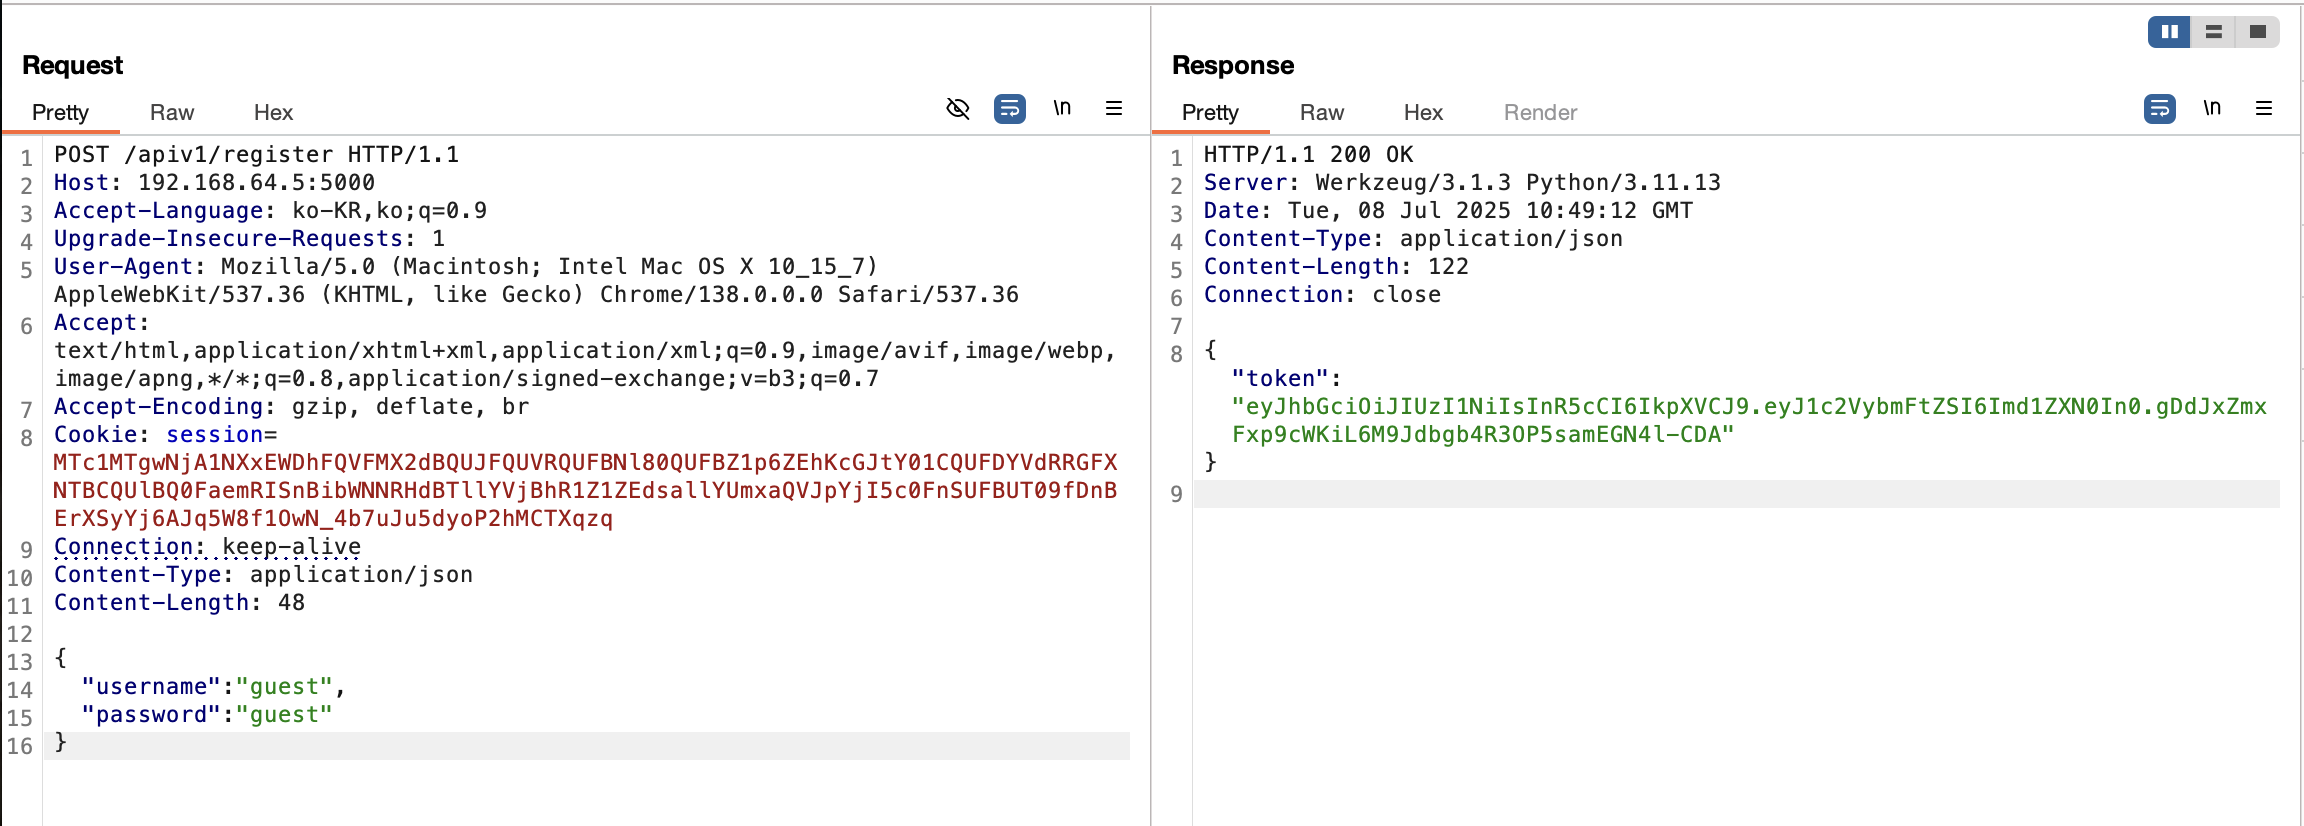 Request
Pretty Raw Hex \n
1 POST /apiv1/register HTTP/1.1
2 Host: 192.168.64.5:5000
3 Accept-Language: ko-KR,ko;q=0.9
4 Upgrade-Insecure-Requests: 1
5 User-Agent: Mozilla/5.0 (Macintosh; Intel Mac OS X 10_15_7)
AppleWebKit/537.36 (KHTML, like Gecko) Chrome/138.0.0.0 Safari/537.36
6 Accept:
text/html,application/xhtml+xml,application/xml;q=0.9,image/avif,image/webp,
image/apng,*/*;q=0.8,application/signed-exchange;v=b3;q=0.7
7 Accept-Encoding: gzip, deflate, br
8 Cookie: session=
MTc1MTgwNjA1NXxEWDhFQVFMX2dBQUJFQUVRQUFBNl80QUFBZ1p6ZEhKcGJtY01CQUFDYVdRRGFX
NTBCQUlBQ0FaemRISnBibWNNRHdBTllYVjBhR1Z1ZEdsallYUmxaQVJpYjI5c0FnSUFBUT09fDnB
ErXSyYj6AJq5W8f1OwN_4b7uJu5dyoP2hMCTXqzq
9 Connection: keep-alive
10 Content-Type: application/json
11 Content-Length: 48
12
13 {
14 "username":"guest",
15 "password":"guest"
16 }
Response
Pretty Raw Hex Render \n
1 HTTP/1.1 200 OK
2 Server: Werkzeug/3.1.3 Python/3.11.13
3 Date: Tue, 08 Jul 2025 10:49:12 GMT
4 Content-Type: application/json
5 Content-Length: 122
6 Connection: close
7
8 {
"token":
"eyJhbGciOiJIUzI1NiIsInR5cCI6IkpXVCJ9.eyJ1c2VybmFtZSI6Imd1ZXN0In0.gDdJxZmx
Fxp9cWKiL6M9Jdbgb4R3OP5samEGN4l-CDA"
}
9